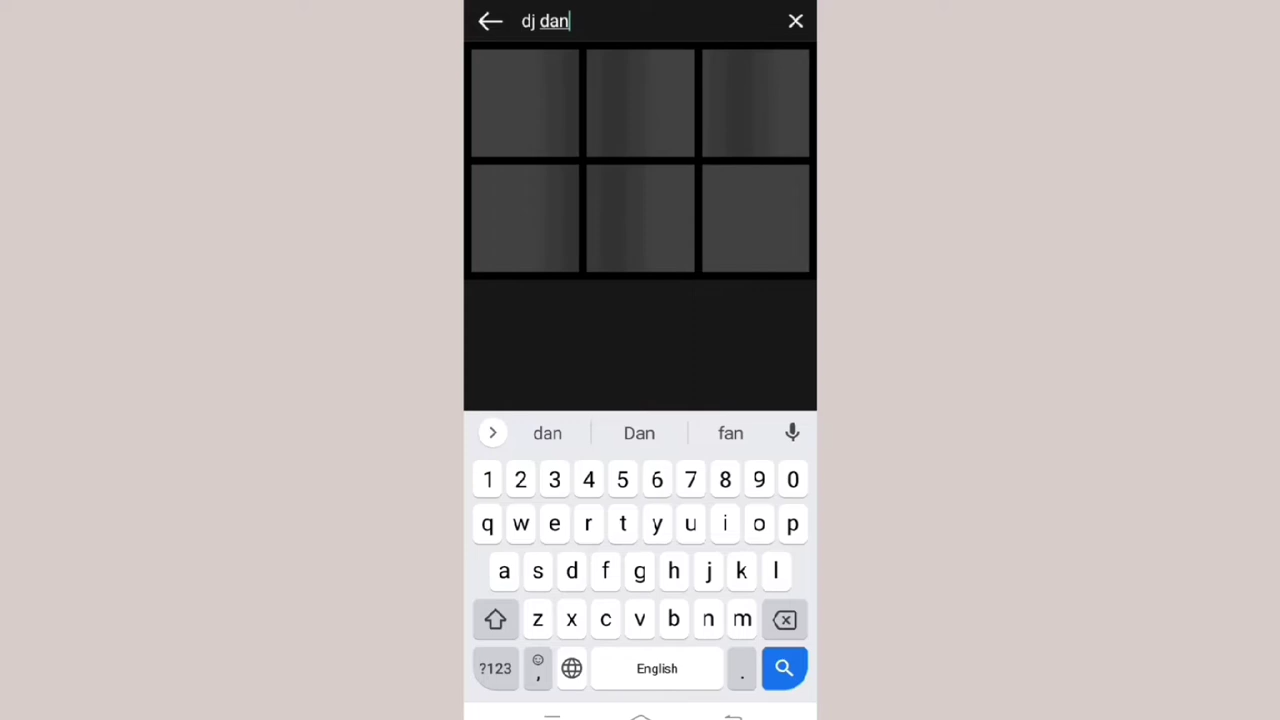 dj dan
dan Dan fan
1 2 3 4 5 6 7 8 9 0
q w e r t y u i o p
a s d f g h j k l
z x c v b n m
?123 , English .